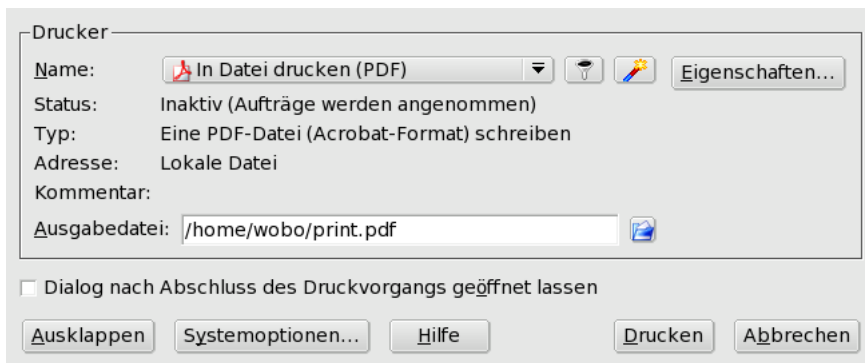 Drucker
Name: In Datei drucken (PDF) Eigenschaften...
Status: Inaktiv (Aufträge werden angenommen)
Typ: Eine PDF-Datei (Acrobat-Format) schreiben
Adresse: Lokale Datei
Kommentar:
Ausgabedatei: /home/wobo/print.pdf
Dialog nach Abschluss des Druckvorgangs geöffnet lassen
Ausklappen Systemoptionen... Hilfe Drucken Abbrechen